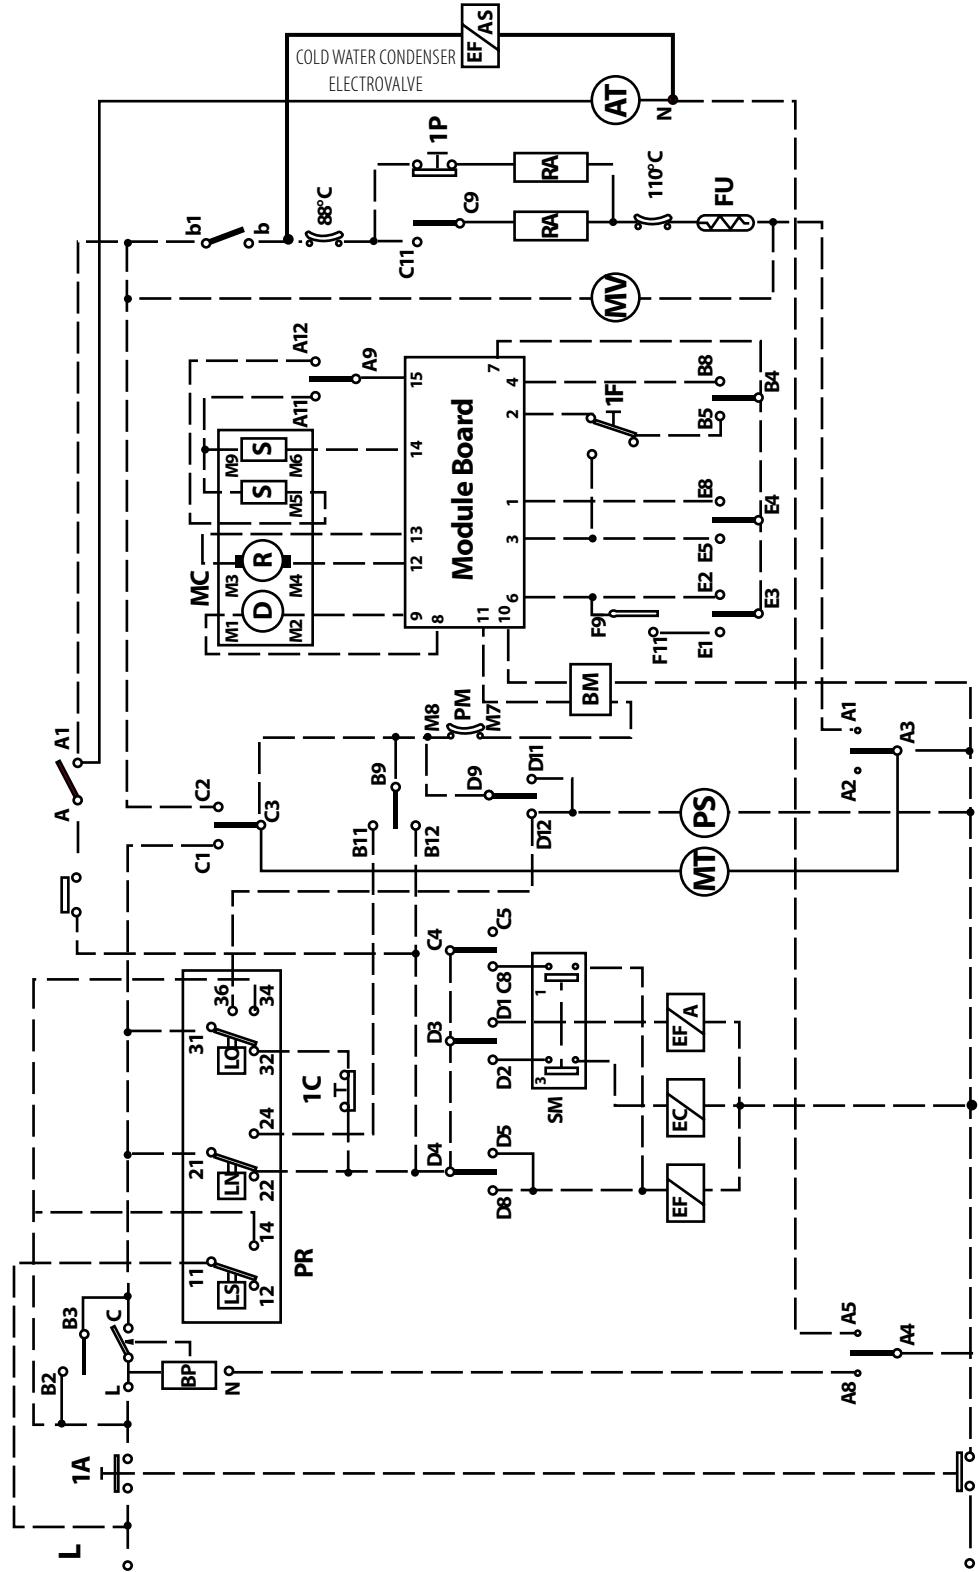 EF AS
COLD WATER CONDENSER
ELECTROVALVE
AT
N
1P
b1
b
88°C
C9
C11
RA
RA
110°C
FU
MV
A12
A9
A11
15
7
4
B8
B4
1F
B5
2
M9
S
M6
14
S
M5
Module Board
1
E8
E4
13
3
E5
MC
M3
R
M4
12
M1
D
M2
9
8
6
11
10
E2
E3
F9
F11
E1
A1
A
C2
C3
C1
M8
PM
M7
BM
B9
D9
D11
B11
B12
D12
PS
MT
A1
A3
A2
36
34
31
LO
32
1C
24
21
LN
22
14
11
LS
12
PR
C4
C5
C8
D3
D1
D2
D4
D5
D8
1
3
SM
EF A
EC
EF
B3
B2
C
L
BP
N
A5
A4
A8
1A
L